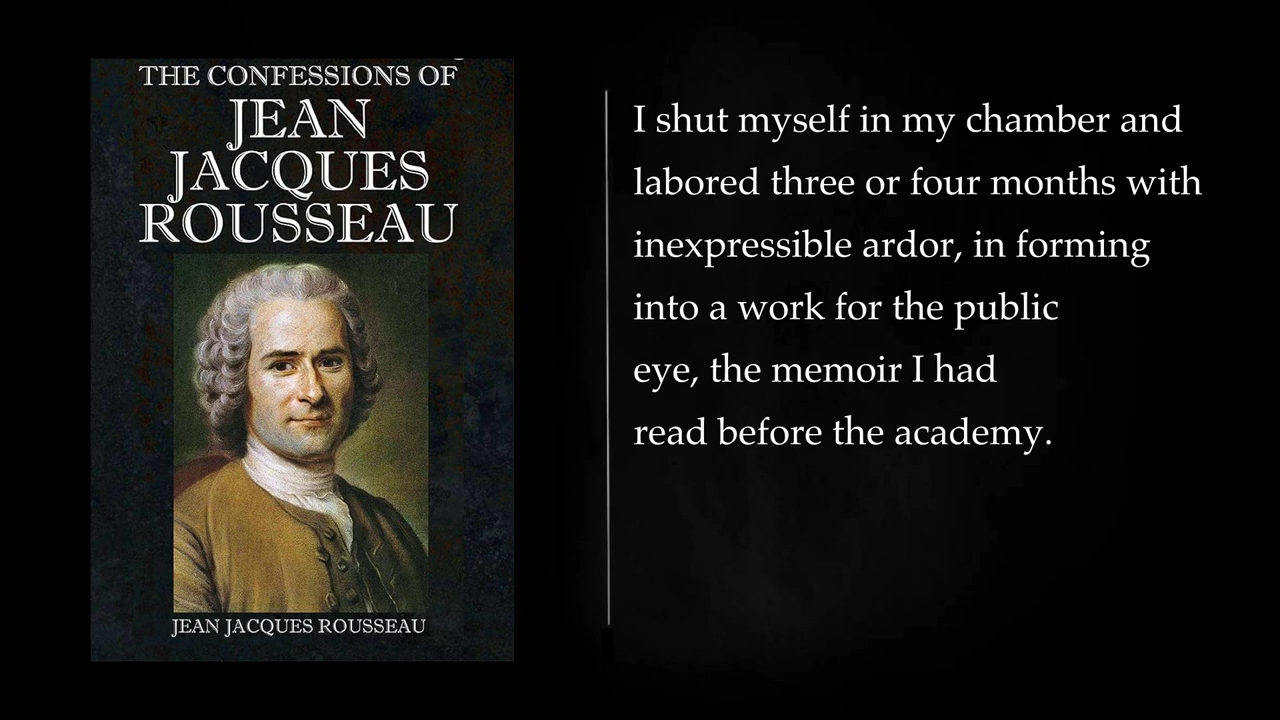 THE CONFESSIONS OF
JEAN
JACQUES
ROUSSEAU
JEAN JACQUES ROUSSEAU
I shut myself in my chamber and
labored three or four months with
inexpressible ardor, in forming
into a work for the public
eye, the memoir I had
read before the academy.